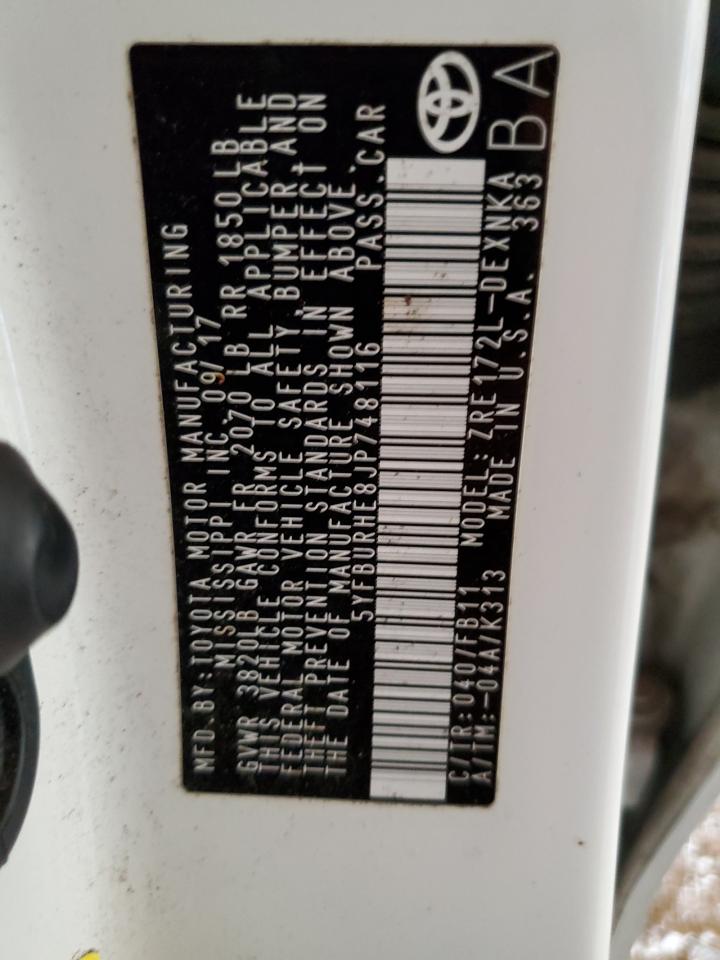 MFD.BY:TOYOTA MOTOR MANUFACTURING
MISSISSIPPI INC 09/17
GVWR 3820LB GAWR FR 2070 LB RR 1850 LB
THIS VEHICLE CONFORMS TO ALL APPLICABLE
FEDERAL MOTOR VEHICLE SAFETY, BUMPER, AND
THEFT PREVENTION STANDARDS IN EFFECT ON
THE DATE OF MANUFACTURE SHOWN ABOVE.
5YFBURHE8JP748116 PASS.CAR
C/TR:040/FB11 MODEL:ZRE172L-DEXNKA
A/TM:-04A/K313 MADE IN U.S.A. 363
BA